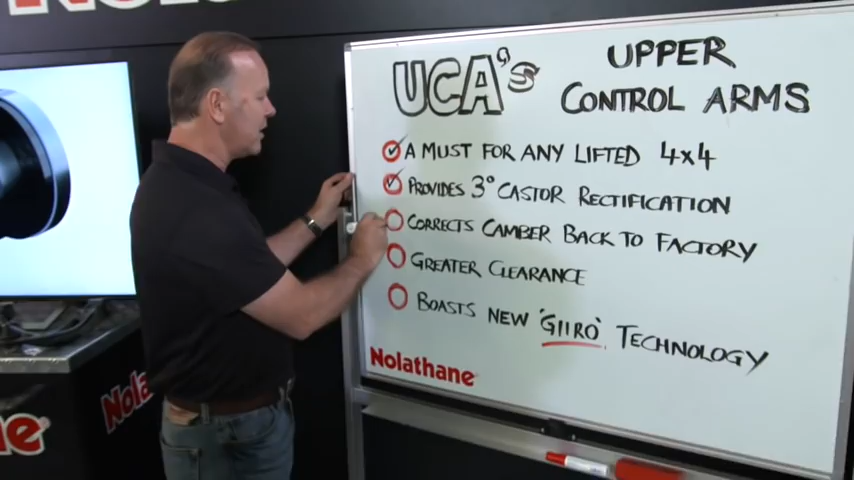 Nolathane
UCA's
UPPER
CONTROL ARMS
A MUST FOR ANY LIFTED 4x4
PROVIDES 3° CASTOR RECTIFICATION
CORRECTS CAMBER BACK TO FACTORY
GREATER CLEARANCE
BOASTS NEW 'GIIRO' TECHNOLOGY
Nolathane